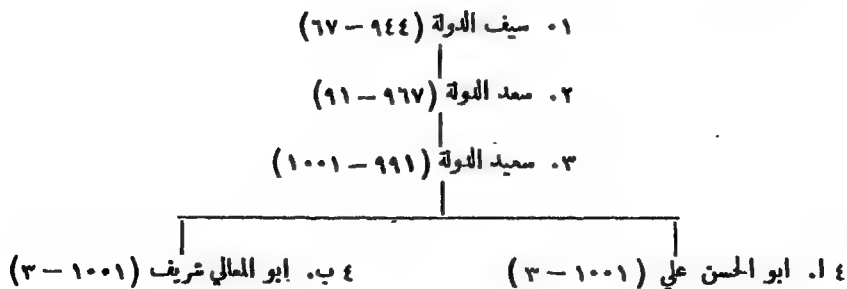 ١. سيف الدولة (٩٤٤ – ٦٧)
٢. سعد الدولة (٩٦٧ – ٩١)
٣. سعيد الدولة (٩٩١ – ١٠٠١)
٤ ا. ابو الحسن علي (١٠٠١ – ٣) ٤ ب. ابو المعالي شريف (١٠٠١ – ٣)